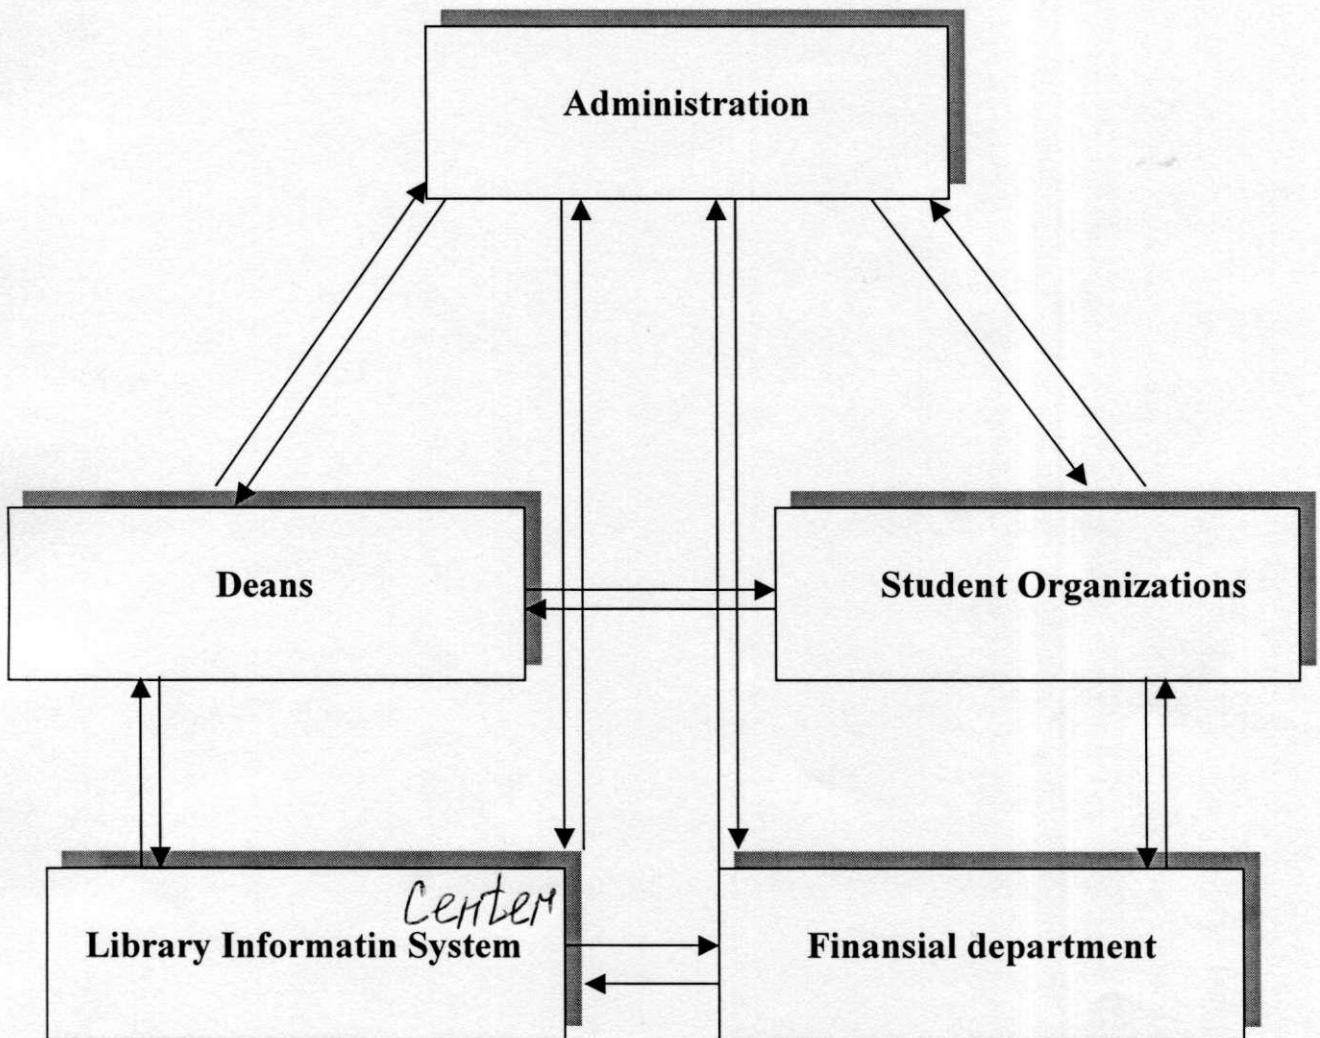 Administration
Deans
Student Organizations
Center
Library Informatin System
Finansial department